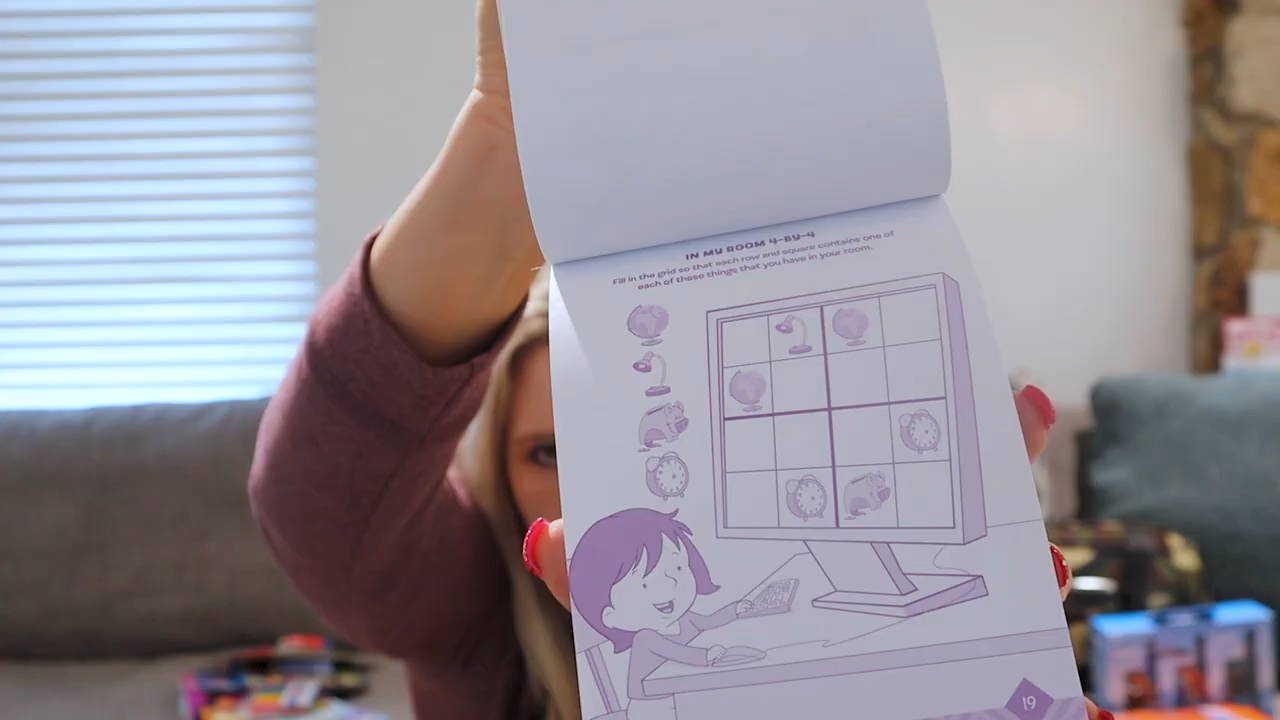 IN MY ROOM 4-BY-4
Fill in the grid so that each row and square contains one of
each of these things that you have in your room.
19